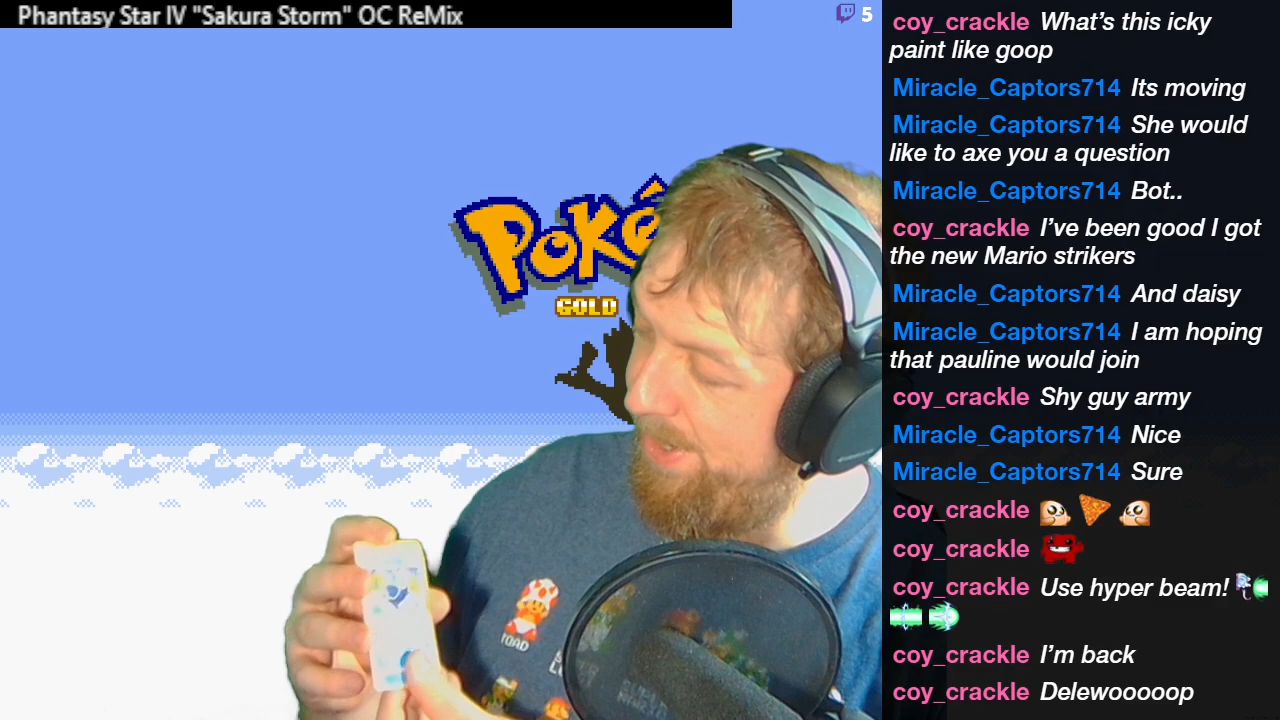 Phantasy Star IV "Sakura Storm" OC ReMix
5
POKé
GOLD
TOAD
coy_crackle What's this icky
paint like goop
Miracle_Captors714 Its moving
Miracle_Captors714 She would
like to axe you a question
Miracle_Captors714 Bot..
coy_crackle I've been good I got
the new Mario strikers
Miracle_Captors714 And daisy
Miracle_Captors714 I am hoping
that pauline would join
coy_crackle Shy guy army
Miracle_Captors714 Nice
Miracle_Captors714 Sure
coy_crackle
coy_crackle
coy_crackle Use hyper beam!
coy_crackle I'm back
coy_crackle Delewooooop